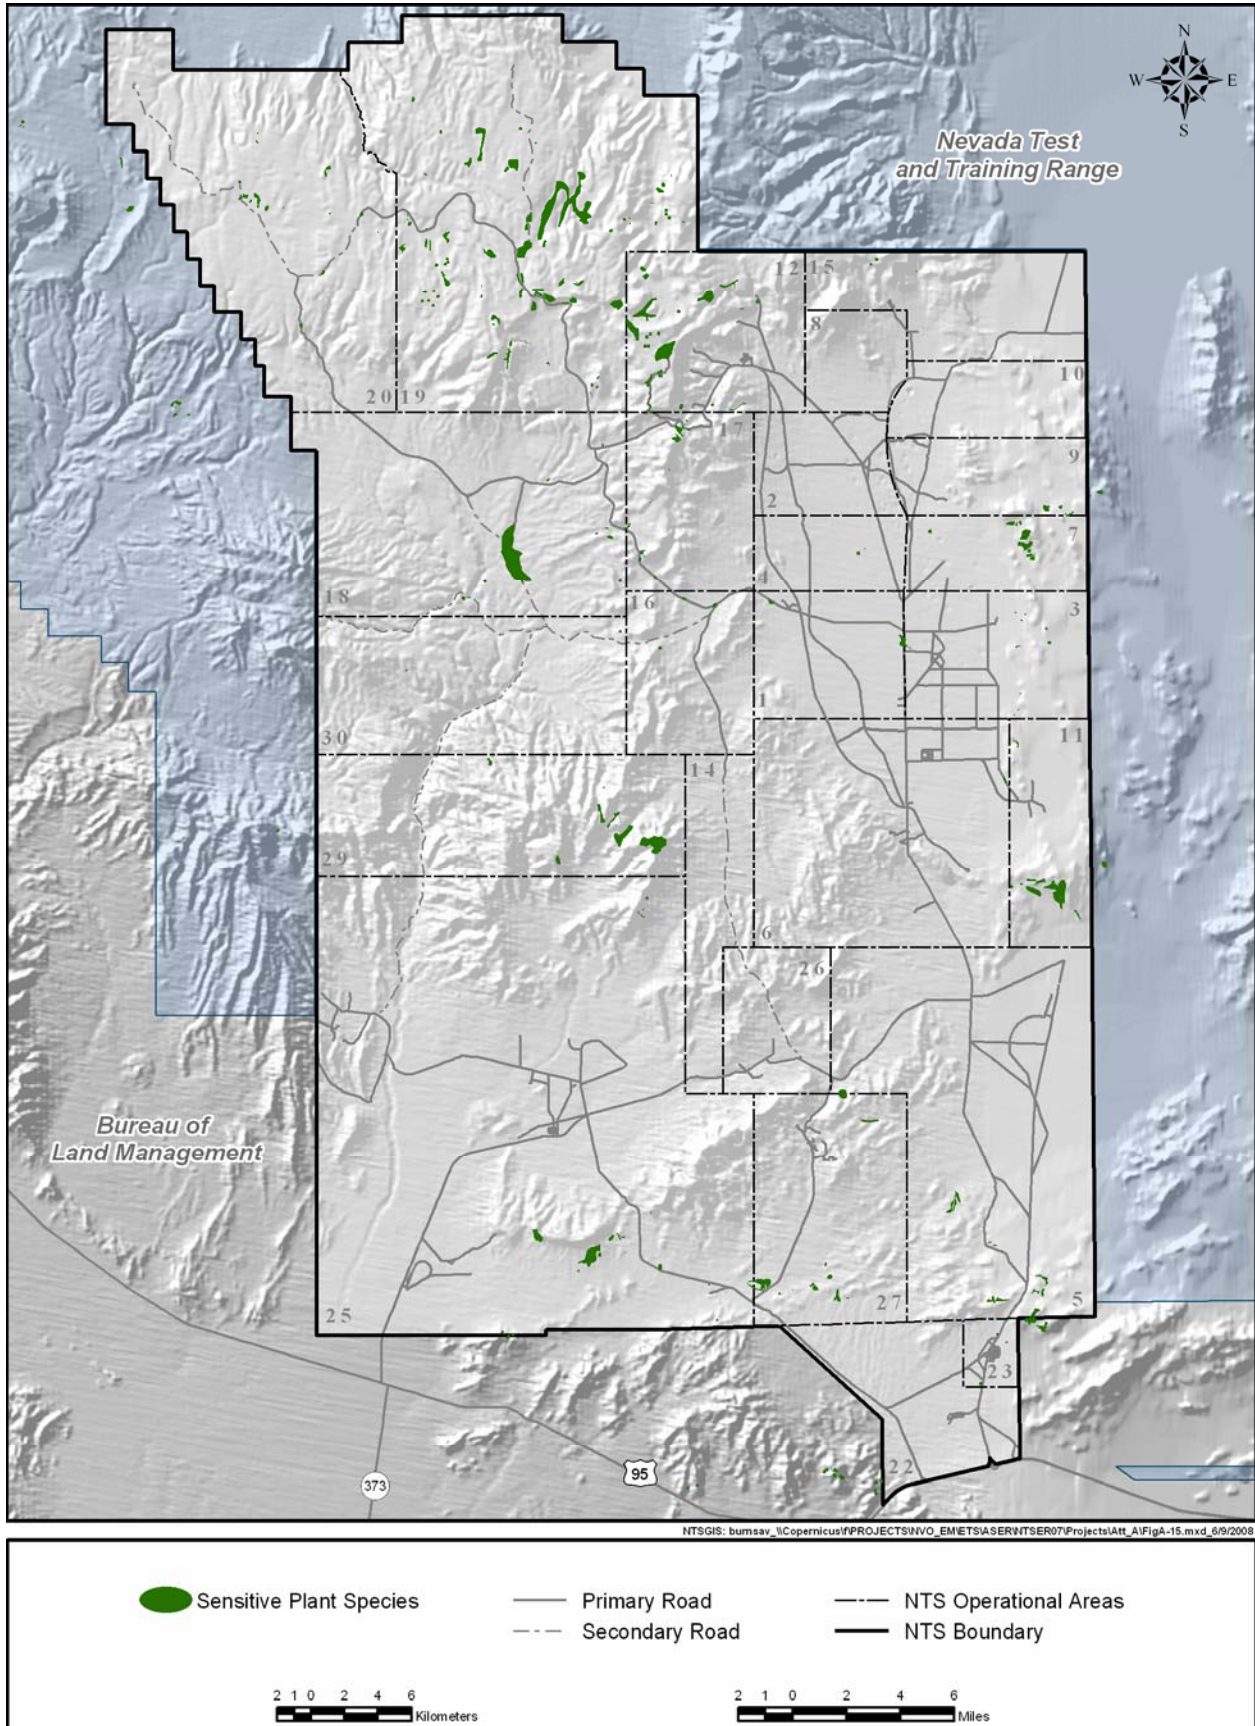 N
W E
S
Nevada Test
and Training Range
12 15
8
10
20 19
17
9
2
7
18
4
16
3
1
30
11
14
29
6
26
Bureau of
Land Management
25
27
5
23
22
95
373
NTSGIS: burnsav_\\Copernicus\f\PROJECTS\NVO_EM\ETS\ASER\NTSER07\Projects\Att_A\FigA-15.mxd_6/9/2008
Sensitive Plant Species Primary Road NTS Operational Areas
Secondary Road NTS Boundary
2 1 0 2 4 6 2 1 0 2 4 6
Kilometers Miles